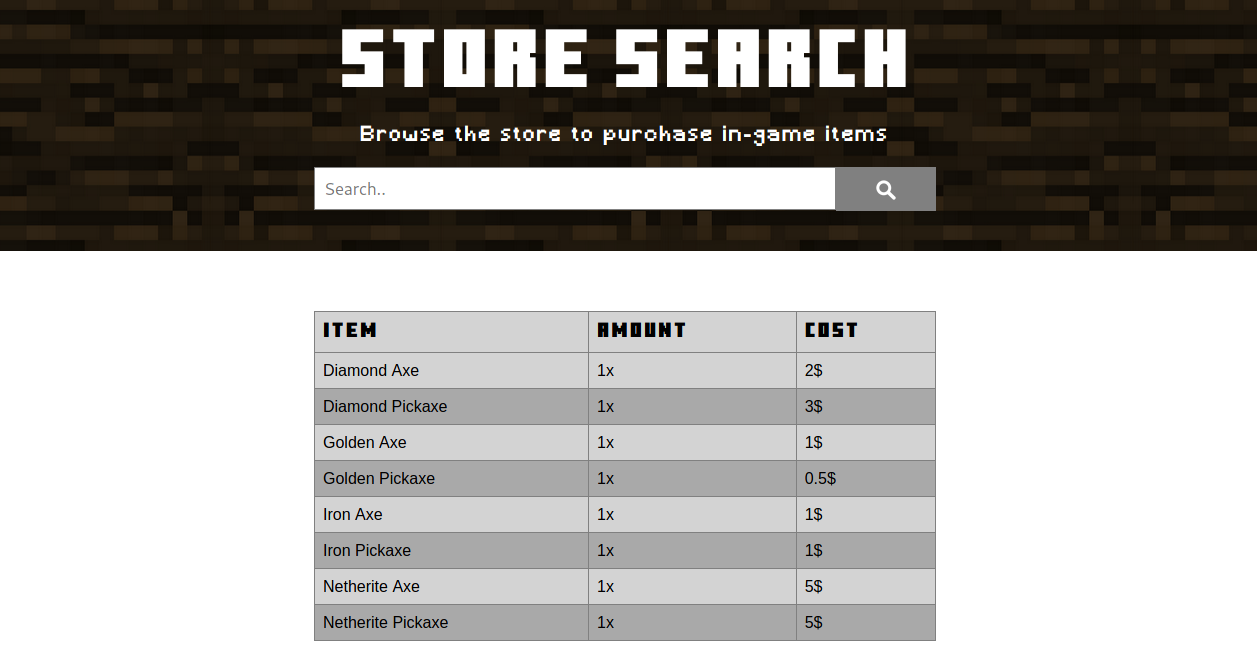 STORE SEARCH
Browse the store to purchase in-game items
Search..
ITEM AMOUNT COST
Diamond Axe 1x 2$
Diamond Pickaxe 1x 3$
Golden Axe 1x 1$
Golden Pickaxe 1x 0.5$
Iron Axe 1x 1$
Iron Pickaxe 1x 1$
Netherite Axe 1x 5$
Netherite Pickaxe 1x 5$